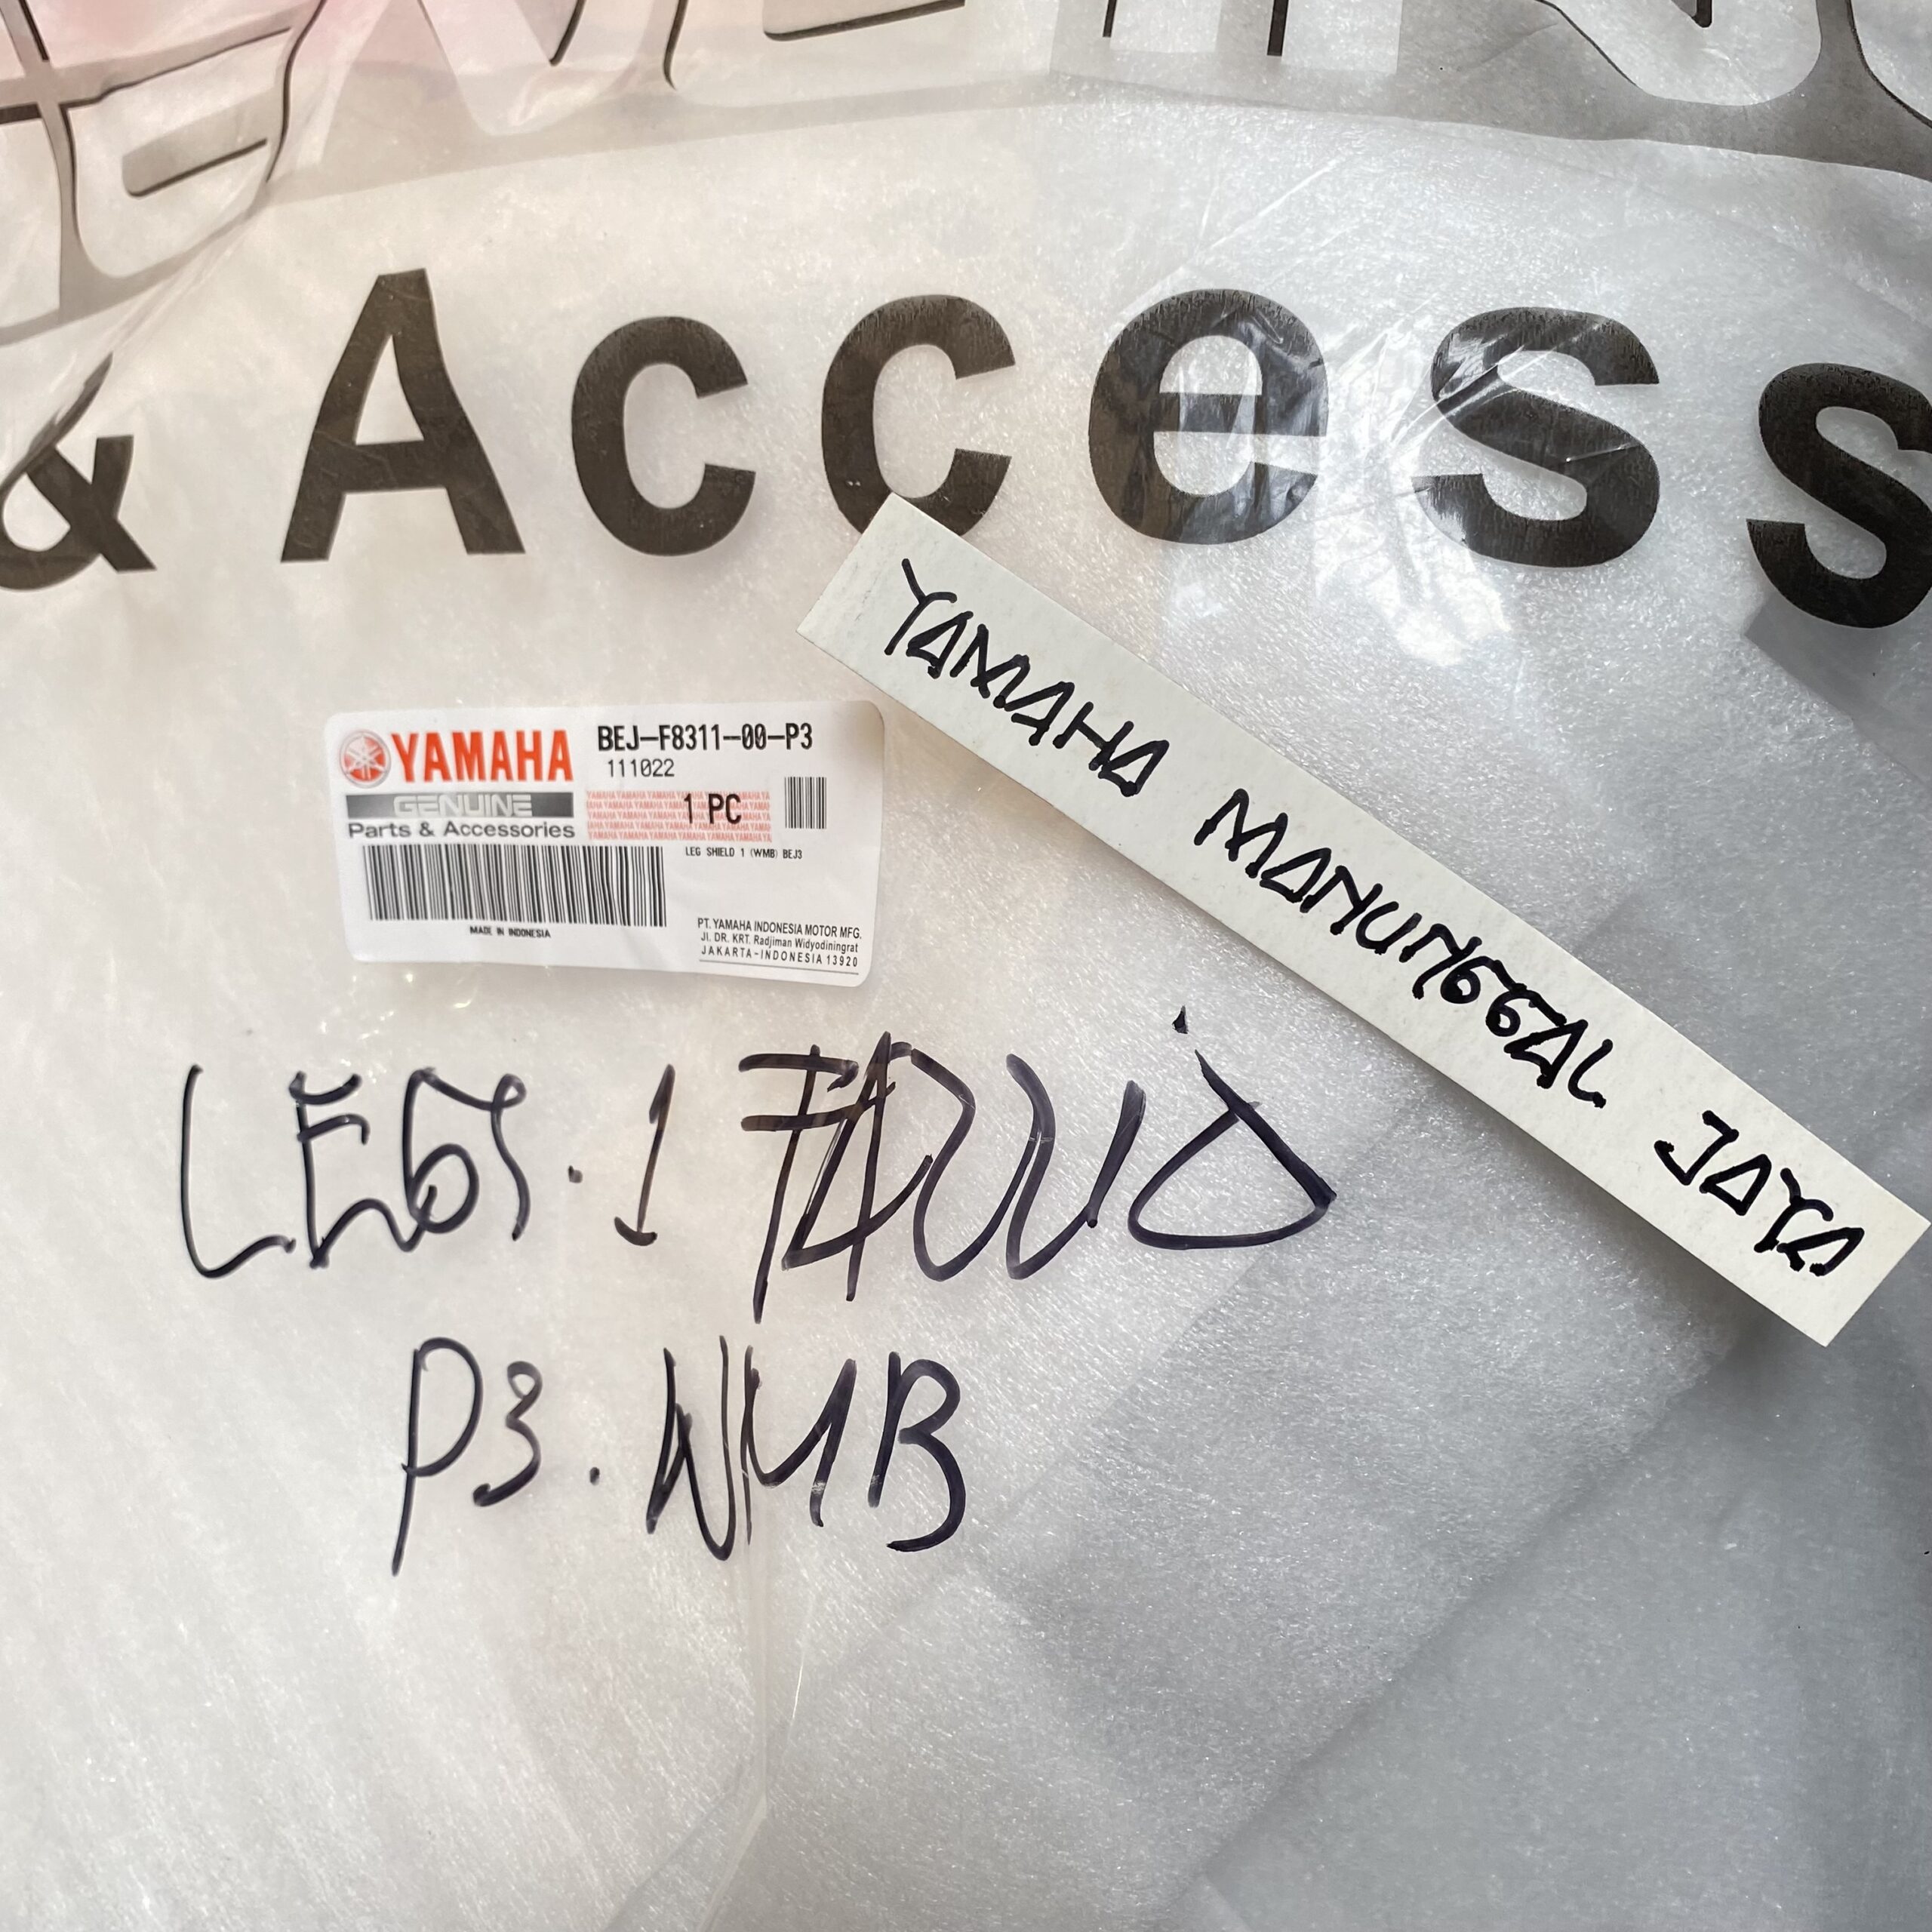 GENUINE
& Access
YAMAHA
GENUINE
Parts & Accessories
BEJ-F8311-00-P3
111022
1 PC
LEG SHIELD 1 (WMB) BEJ3
MADE IN INDONESIA
PT. YAMAHA INDONESIA MOTOR MFG.
Jl. DR. KRT. Radjiman Widyodiningrat
JAKARTA-INDONESIA 13920
YAMAHA MANUNGGAL JAYA
1
P3. WMB